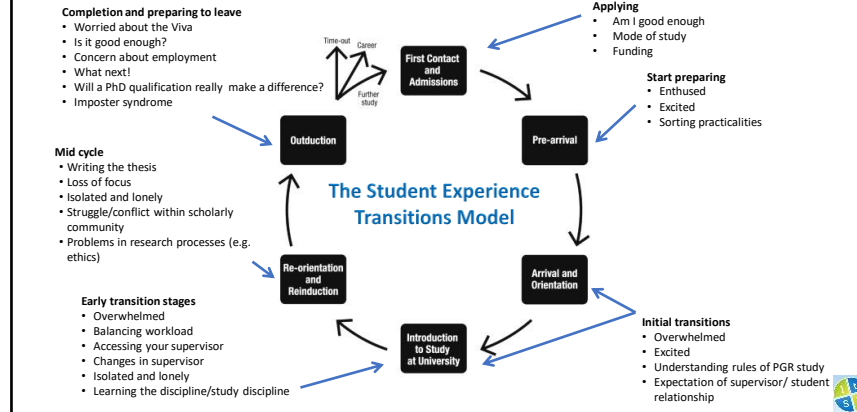 Completion and preparing to leave
• Worried about the Viva
• Is it good enough?
• Concern about employment
• What next!
• Will a PhD qualification really make a difference?
• Imposter syndrome
Time-out
Career
Further
study
First Contact
and
Admissions
Applying
• Am I good enough
• Mode of study
• Funding
Start preparing
• Enthused
• Excited
• Sorting practicalities
Outduction
Pre-arrival
Mid cycle
• Writing the thesis
• Loss of focus
• Isolated and lonely
• Struggle/conflict within scholarly
community
• Problems in research processes (e.g.
ethics)
The Student Experience
Transitions Model
Re-orientation
and
Reinduction
Arrival and
Orientation
Early transition stages
• Overwhelmed
• Balancing workload
• Accessing your supervisor
• Changes in supervisor
• Isolated and lonely
• Learning the discipline/study discipline
Introduction
to Study
at University
Initial transitions
• Overwhelmed
• Excited
• Understanding rules of PGR study
• Expectation of supervisor/ student
relationship